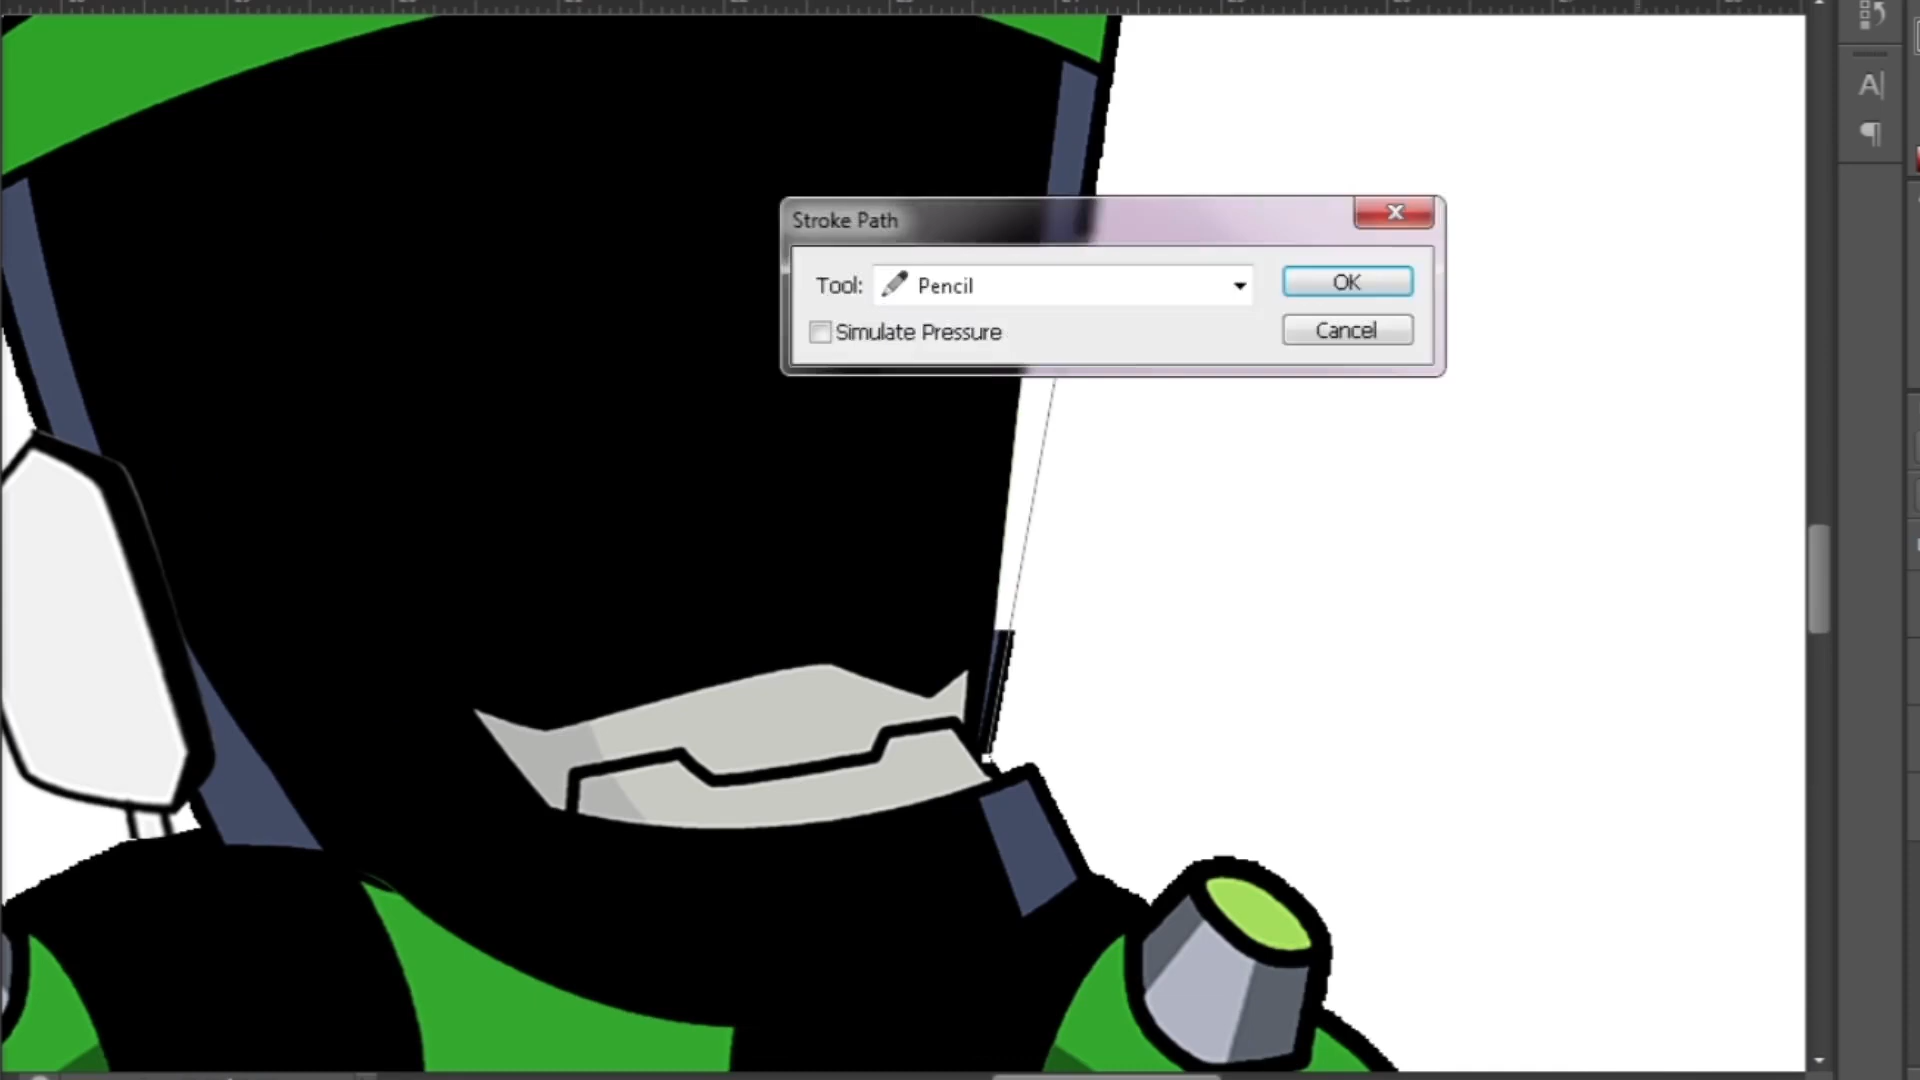 Stroke Path
Tool: Pencil
OK
Simulate Pressure
Cancel